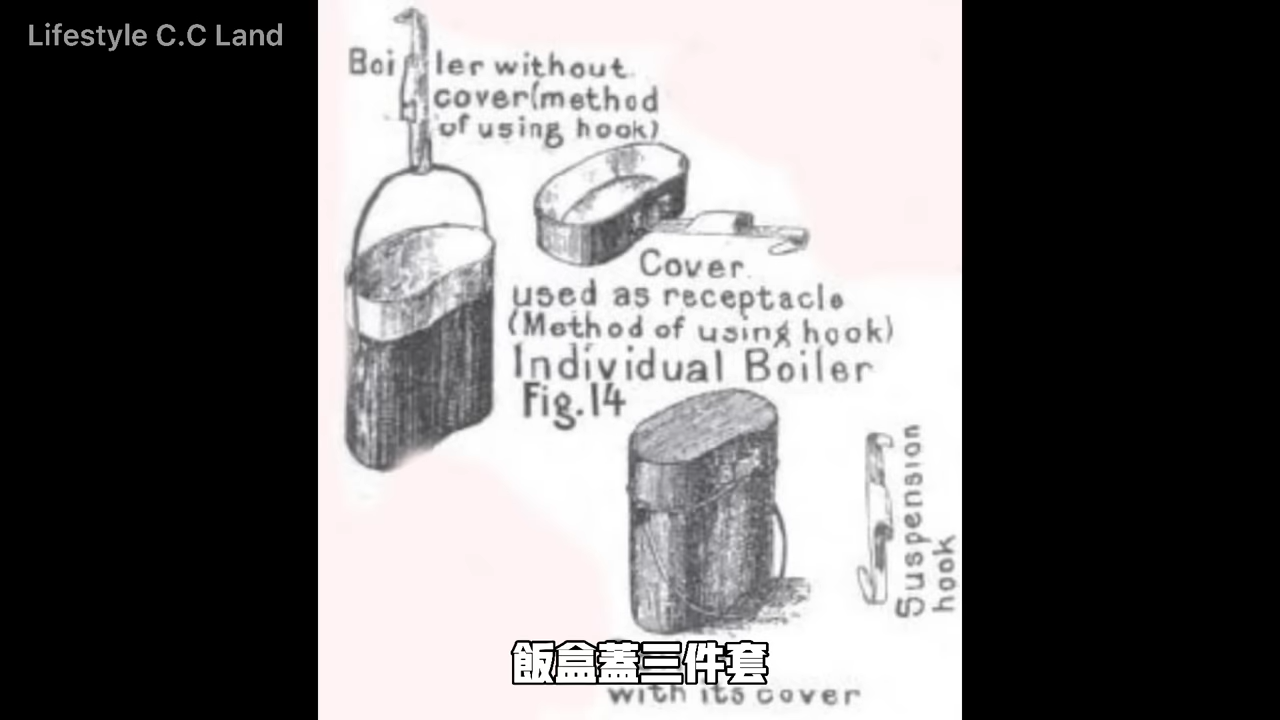 Lifestyle C.C Land
Boiler without
cover(method
of using hook)
Cover
used as receptacle
(Method of using hook)
Individual Boiler
Fig.14
Suspension
hook
飯盒蓋三件套
with its cover